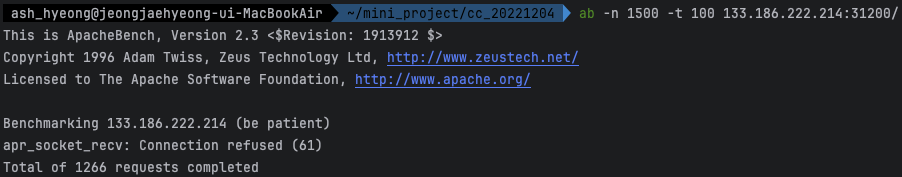 ash_hyeong@jeongjaehyeong-ui-MacBookAir ~/mini_project/cc_20221204 ab -n 1500 -t 100 133.186.222.214:31200/
This is ApacheBench, Version 2.3 <$Revision: 1913912 $>
Copyright 1996 Adam Twiss, Zeus Technology Ltd, http://www.zeustech.net/
Licensed to The Apache Software Foundation, http://www.apache.org/
Benchmarking 133.186.222.214 (be patient)
apr_socket_recv: Connection refused (61)
Total of 1266 requests completed